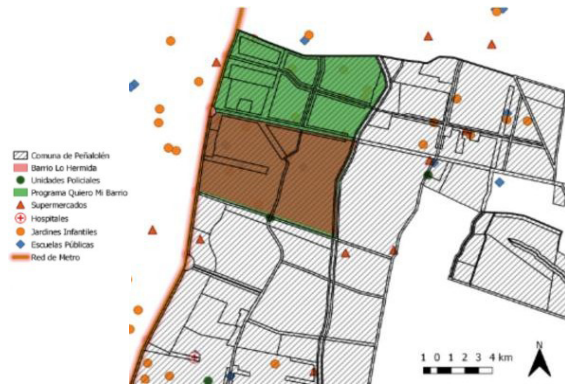 Comuna de Peñalolén
Barrio Lo Hermida
Unidades Policiales
Programa Quiero Mi Barrio
Supermercados
Hospitales
Jardines Infantiles
Escuelas Públicas
Red de Metro
1 0 1 2 3 4 km
N